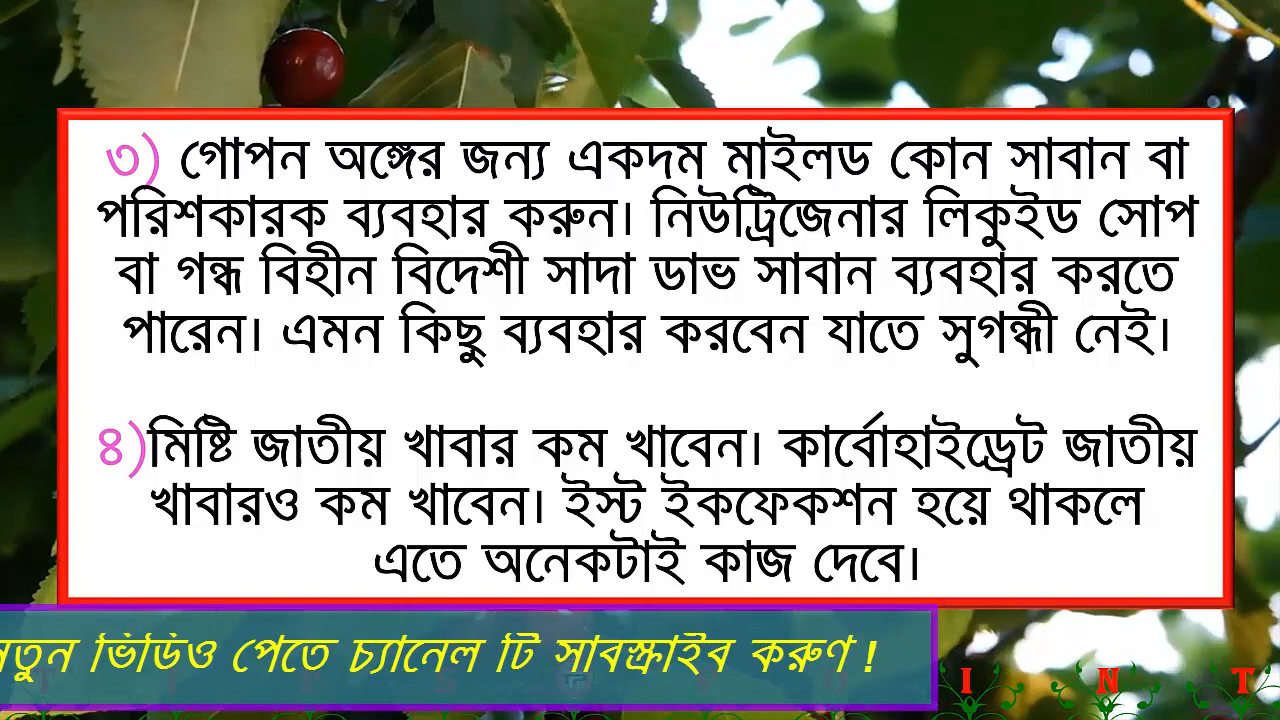 ৩) গোপন অঙ্গের জন্য একদম মাইলড কোন সাবান বা
পরিশকারক ব্যবহার করুন। নিউট্রিজেনার লিকুইড সোপ
বা গন্ধ বিহীন বিদেশী সাদা ডাভ সাবান ব্যবহার করতে
পারেন। এমন কিছু ব্যবহার করবেন যাতে সুগন্ধী নেই।
৪)মিষ্টি জাতীয় খাবার কম খাবেন। কার্বোহাইড্রেট জাতীয়
খাবারও কম খাবেন। ইস্ট ইকফেকশন হয়ে থাকলে
এতে অনেকটাই কাজ দেবে।
নতুন ভিডিও পেতে চ্যানেল টি সাবস্ক্রাইব করুণ !
I N T